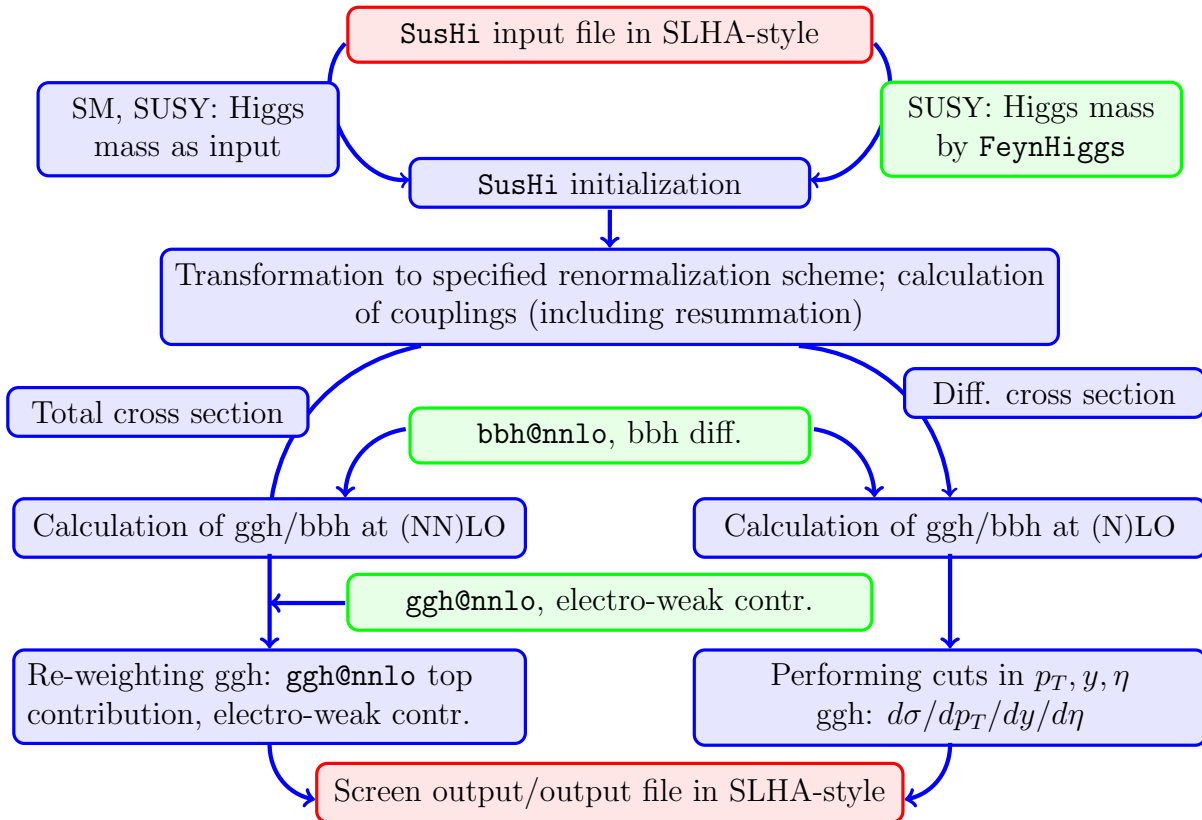 SusHi input file in SLHA-style
SM, SUSY: Higgs
mass as input
SUSY: Higgs mass
by FeynHiggs
SusHi initialization
Transformation to specified renormalization scheme; calculation
of couplings (including resummation)
Total cross section
Diff. cross section
bbh@nnlo, bbh diff.
Calculation of ggh/bbh at (NN)LO
Calculation of ggh/bbh at (N)LO
ggh@nnlo, electro-weak contr.
Re-weighting ggh: ggh@nnlo top
contribution, electro-weak contr.
Performing cuts in p_T, y, η
ggh: dσ/dp_T/dy/dη
Screen output/output file in SLHA-style